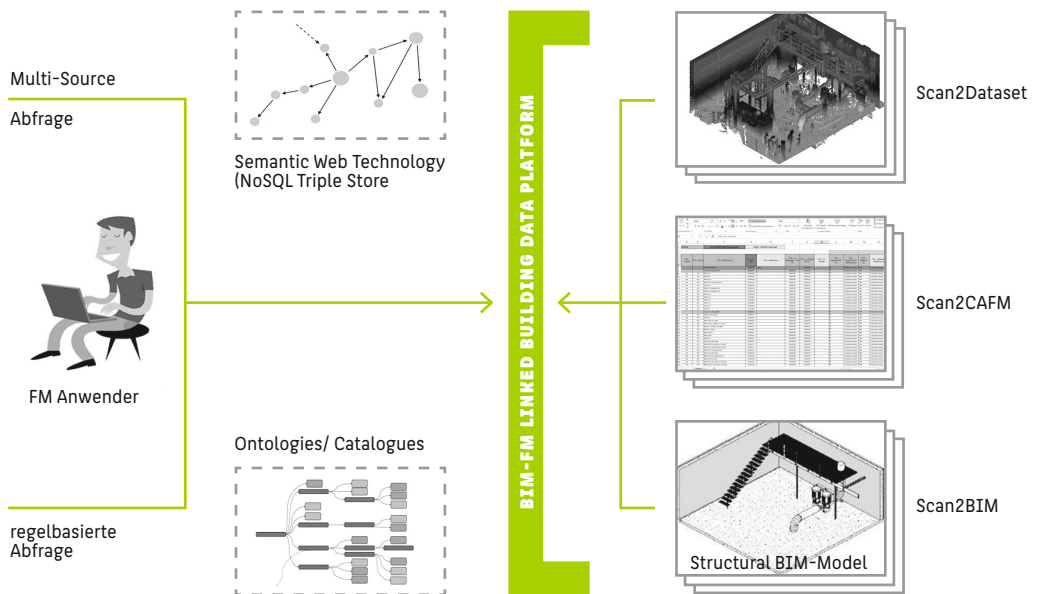 Multi-Source
Abfrage
FM Anwender
regelbasierte
Abfrage
Semantic Web Technology
(NoSQL Triple Store
Ontologies/ Catalogues
BIM-FM LINKED BUILDING DATA PLATFORM
Scan2Dataset
Scan2CAFM
Scan2BIM
Structural BIM-Model